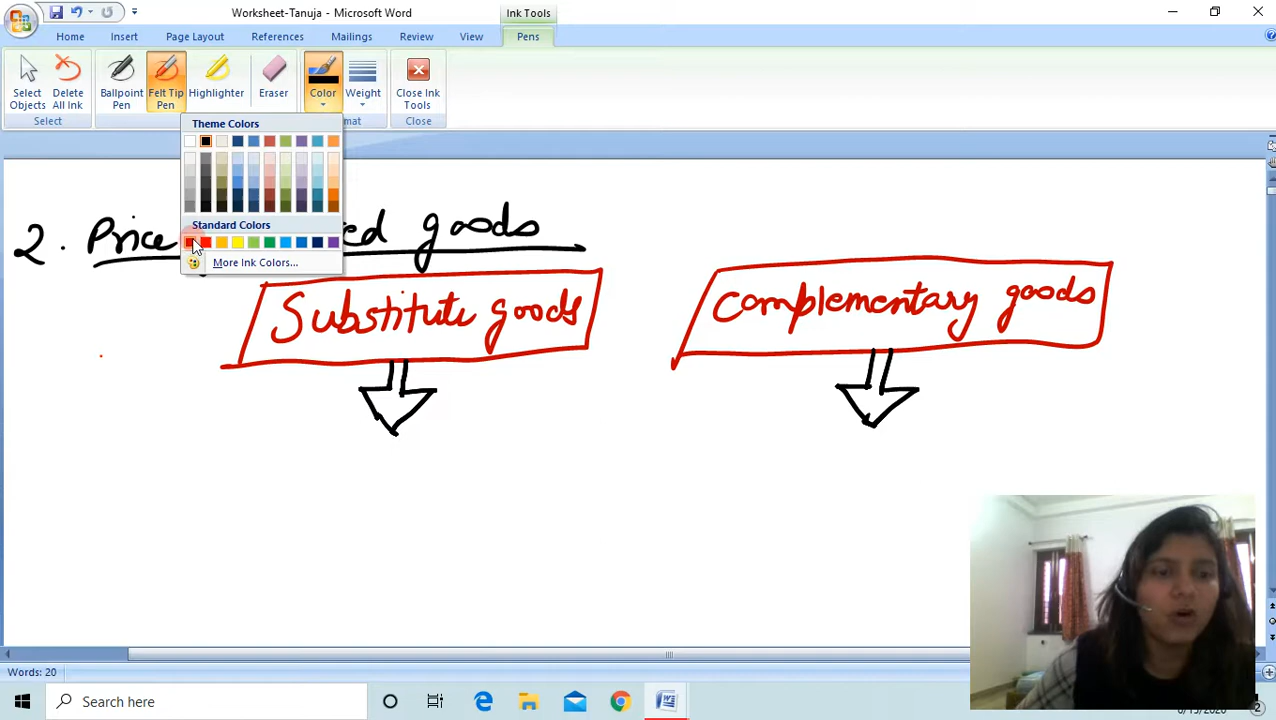 Worksheet-Tanuja - Microsoft Word
Ink Tools
Home
Insert
Page Layout
References
Mailings
Review
View
Pens
Select Objects
Delete All Ink
Ballpoint Pen
Felt Tip Pen
Highlighter
Eraser
Color
Weight
Close Ink Tools
Select
mat
Close
Theme Colors
Standard Colors
More Ink Colors...
2. Price ed goods
Substitute goods
Complementary goods
Words: 20
Search here
2